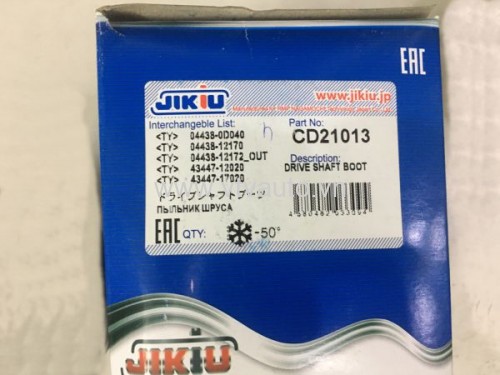 EAC
JIKIU
www.jikiu.jp
Interchangeble List:
Part No:
<TY> 04438-0D040
h
CD21013
<TY> 04438-12170
<TY> 04438-12172_OUT
Description:
<TY> 43447-12020
DRIVE SHAFT BOOT
<TY> 43447-17020
ドライブシャフトブーツ
ПЫЛЬНИК ШРУСА
EAC
QTY:
-50°
JIKIU